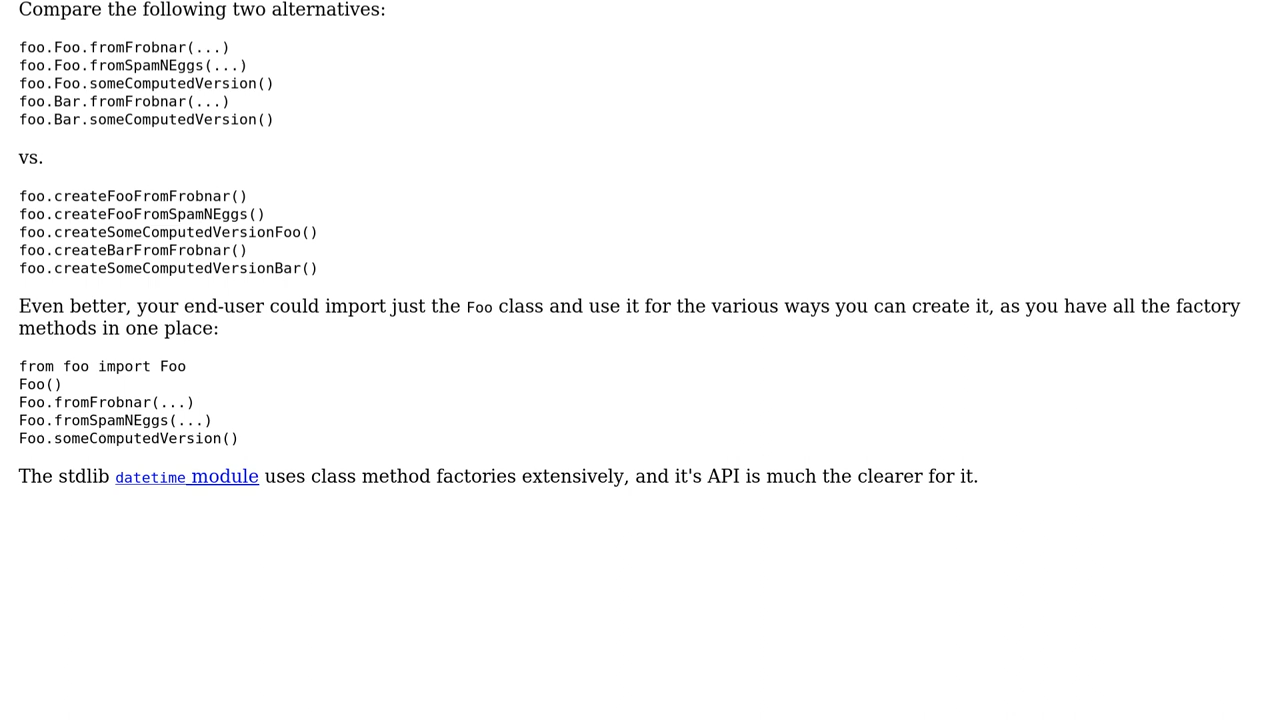 Compare the following two alternatives:
foo.Foo.fromFrobnar(...)
foo.Foo.fromSpamNEggs(...)
foo.Foo.someComputedVersion()
foo.Bar.fromFrobnar(...)
foo.Bar.someComputedVersion()
vs.
foo.createFooFromFrobnar()
foo.createFooFromSpamNEggs()
foo.createSomeComputedVersionFoo()
foo.createBarFromFrobnar()
foo.createSomeComputedVersionBar()
Even better, your end-user could import just the Foo class and use it for the various ways you can create it, as you have all the factory
methods in one place:
from foo import Foo
Foo()
Foo.fromFrobnar(...)
Foo.fromSpamNEggs(...)
Foo.someComputedVersion()
The stdlib datetime module uses class method factories extensively, and it's API is much the clearer for it.